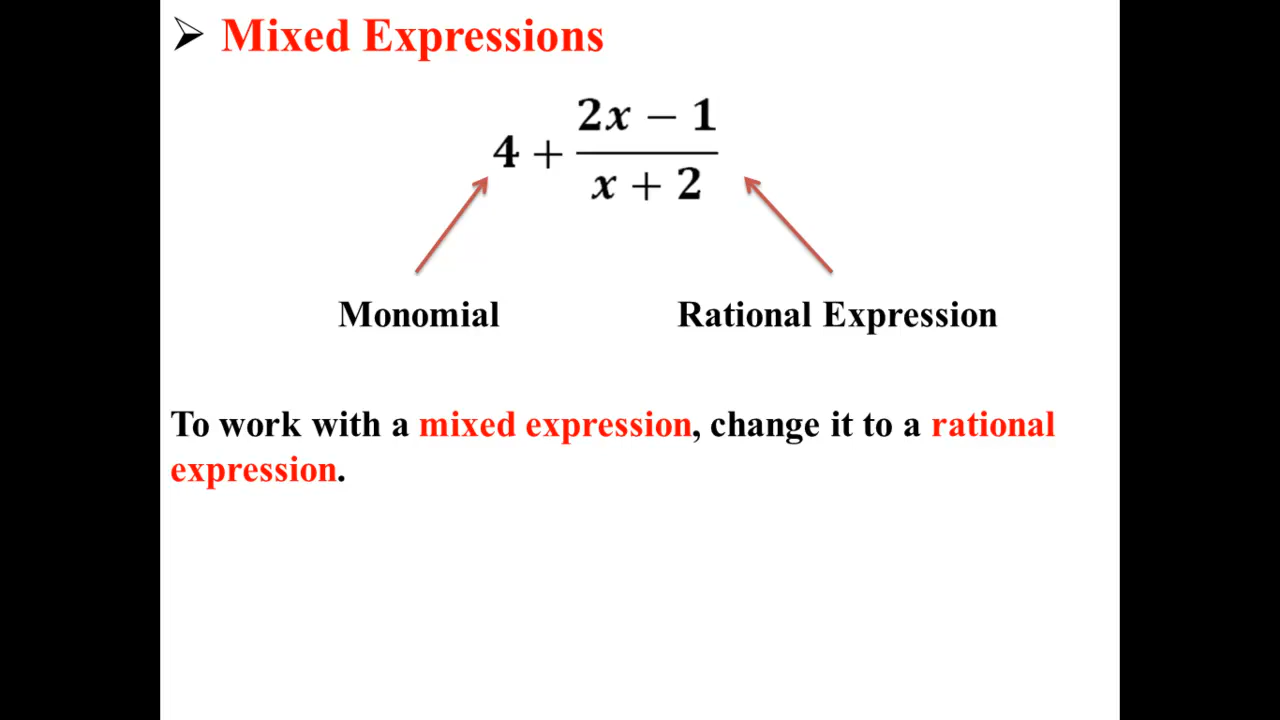 ➢ Mixed Expressions
4 + \frac{2x − 1}{x + 2}
Monomial Rational Expression
To work with a mixed expression, change it to a rational
expression.